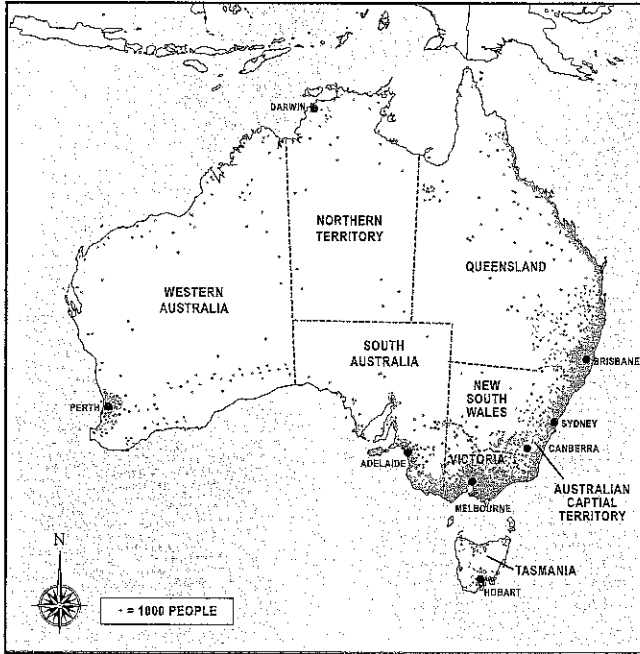 DARWIN
NORTHERN
TERRITORY
QUEENSLAND
WESTERN
AUSTRALIA
SOUTH
AUSTRALIA
BRISBANE
NEW
SOUTH
WALES
PERTH
SYDNEY
ADELAIDE
VICTORIA
CANBERRA
MELBOURNE
AUSTRALIAN
CAPTIAL
TERRITORY
N
TASMANIA
HOBART
= 1000 PEOPLE